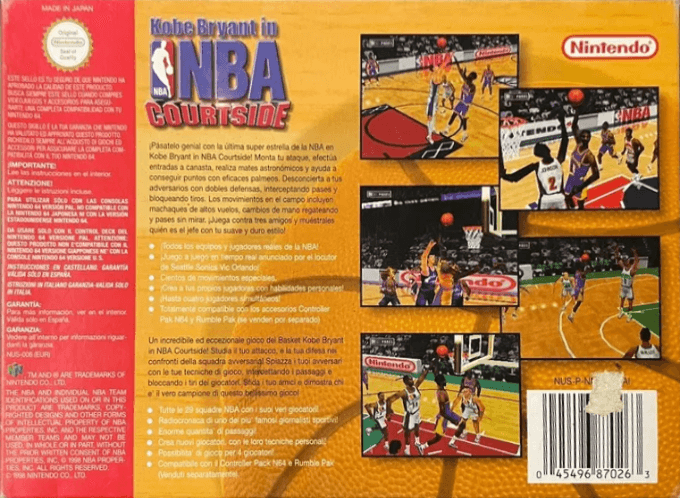 MADE IN JAPAN
Original
Nintendo
Seal of
Quality
ESTE SELLO ES TU SEGURO DE QUE NINTENDO HA
APROBADO LA CALIDAD DE ESTE PRODUCTO.
BUSCA SIEMPRE ESTE SELLO CUANDO COMPRES
VIDEOJUEGOS Y ACCESORIOS PARA ASEGU-
RARTE UNA COMPLETA COMPATIBILIDAD CON TU
NINTENDO 64.
QUESTO SIGILLO È LA TUA GARANZIA CHE NINTENDO
HA VALUTATO ED APPROVATO QUESTO PRODOTTO.
RICHIEDILO SEMPRE ALL'ACQUISTO DI GIOCHI ED
ACCESSORI PER ASSICURARE LA COMPLETA COM-
PATIBILITÀ CON IL TUO NINTENDO 64
¡IMPORTANTE!
Lee las instrucciones en el interior.
ATTENZIONE!
Leggere le istruzioni incluse.
PARA UTILIZAR SÓLO CON LAS CONSOLAS
NINTENDO 64 VERSION PAL. NO COMPATIBLE CON
LA NINTENDO 64 JAPONESA NI CON LA VERSIÓN
ESTADOUNIDENSE NINTENDO 64.
DA USARE SOLO CON IL CONTROL DECK DEL
NINTENDO 64 VERSIONE PAL. ATTENZIONE:
QUESTO PRODOTTO NON E'COMPATIBILE CON LA
VERSIONE GIAPPONESE NE' CON LA
CONSOLE NINTENDO 64 VERSIONE U. S.
INSTRUCCIONES EN CASTELLANO. GARANTÍA
VÁLIDA SÓLO EN ESPAÑA.
ISTRUZIONI IN ITALIANO GARANZIA VALIDA SOLO
IN ITALIA.
GARANTÍA:
Para más información, ver en el interior.
Válida sólo en España.
GARANZIA:
Vedere all'interno per informazioni riguar-
danti la garanzia.
NUS-006 (EUR)
TM AND ® ARE TRADEMARKS OF
NINTENDO CO., LTD.
THE NBA AND INDIVIDUAL NBA TEAM
IDENTIFICATIONS USED ON OR IN THIS
PRODUCT ARE TRADEMARKS, COPY-
RIGHTED DESIGNS AND OTHER FORMS
OF INTELLECTUAL PROPERTY OF NBA
PROPERTIES, INC. AND THE RESPECTIVE
MEMBER TEAMS AND MAY NOT BE
USED, IN WHOLE OR IN PART, WITHOUT
THE PRIOR WRITTEN CONSENT OF NBA
PROPERTIES, INC. © 1998 NBA PROPER-
TIES, INC. ALL RIGHTS RESERVED.
© 1998 NINTENDO CO., LTD.
Kobe Bryant in
NBA
NBA
COURTSIDE
¡Pásatelo genial con la última super estrella de la NBA en
Kobe Bryant in NBA Courtside! Monta tu ataque, efectúa
entradas a canasta, realiza mates astronómicos y ayuda a
conseguir puntos con eficaces palmeos. Desconcierta a tus
adversarios con dobles defensas, interceptando pases y
bloqueando tiros. Los movimientos en el campo incluyen
machaques de altos vuelos, cambios de mano regateando
y pases sin mirar. ¡Juega contra tres amigos y muéstrales
quién es el jefe con tu suave y duro estilo!
¡Todos los equipos y jugadores reales de la NBA!
¡Juego a juego en tiempo real anunciado por el locutor
de Seattle Sonics Vic Orlando!
Cientos de movimientos especiales.
¡Crea a tus propios jugadores con habilidades personales!
¡Hasta cuatro jugadores simultáneos!
Totalmente compatible con los accesorios Controller
Pak N64 y Rumble Pak (se venden por separado)
Un incredibile ed eccezionale gioco del Basket Kobe Bryant
in NBA Courtside! Studia il tuo attacco, e la tua difesa nei
confronti della squadra avversaria! Spiazza i tuoi avversari
con le tue tecniche di gioco, intercettando i passaggi e
bloccando i tiri dei giocatori! Sfida i tuoi amici e dimostra chi
e' il vero campione di questo bellissimo gioco!
Tutte le 29 squadre NBA con i suoi veri giocatori!
Radiocronaca di uno dei piu' famosi giornalisti sportivi!
Enorme quantita' di passaggi!
Crea nuovi giocatori, con le loro tecniche personali!
Possibilita' di gioco per 4 giocatori!
Compatibile con il Controller Pack N64 e Rumble Pak
(Venduti separatamente).
Nintendo
Nintendo
NBA
JOHNSON
2
Nintendo
NUS-P-N
0 45496 87026 3